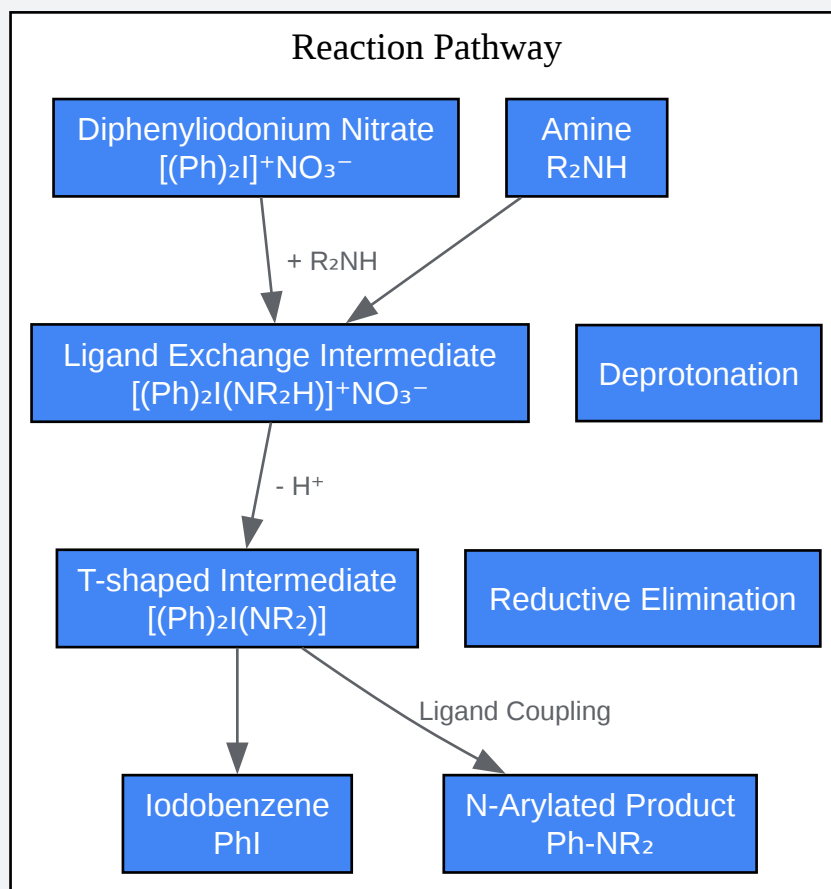 Reaction Pathway
Diphenyliodonium Nitrate
[(Ph)₂I]⁺NO₃⁻
Amine
R₂NH
+ R₂NH
Ligand Exchange Intermediate
[(Ph)₂I(NR₂H)]⁺NO₃⁻
Deprotonation
- H⁺
T-shaped Intermediate
[(Ph)₂I(NR₂)]
Reductive Elimination
Ligand Coupling
Iodobenzene
PhI
N-Arylated Product
Ph-NR₂